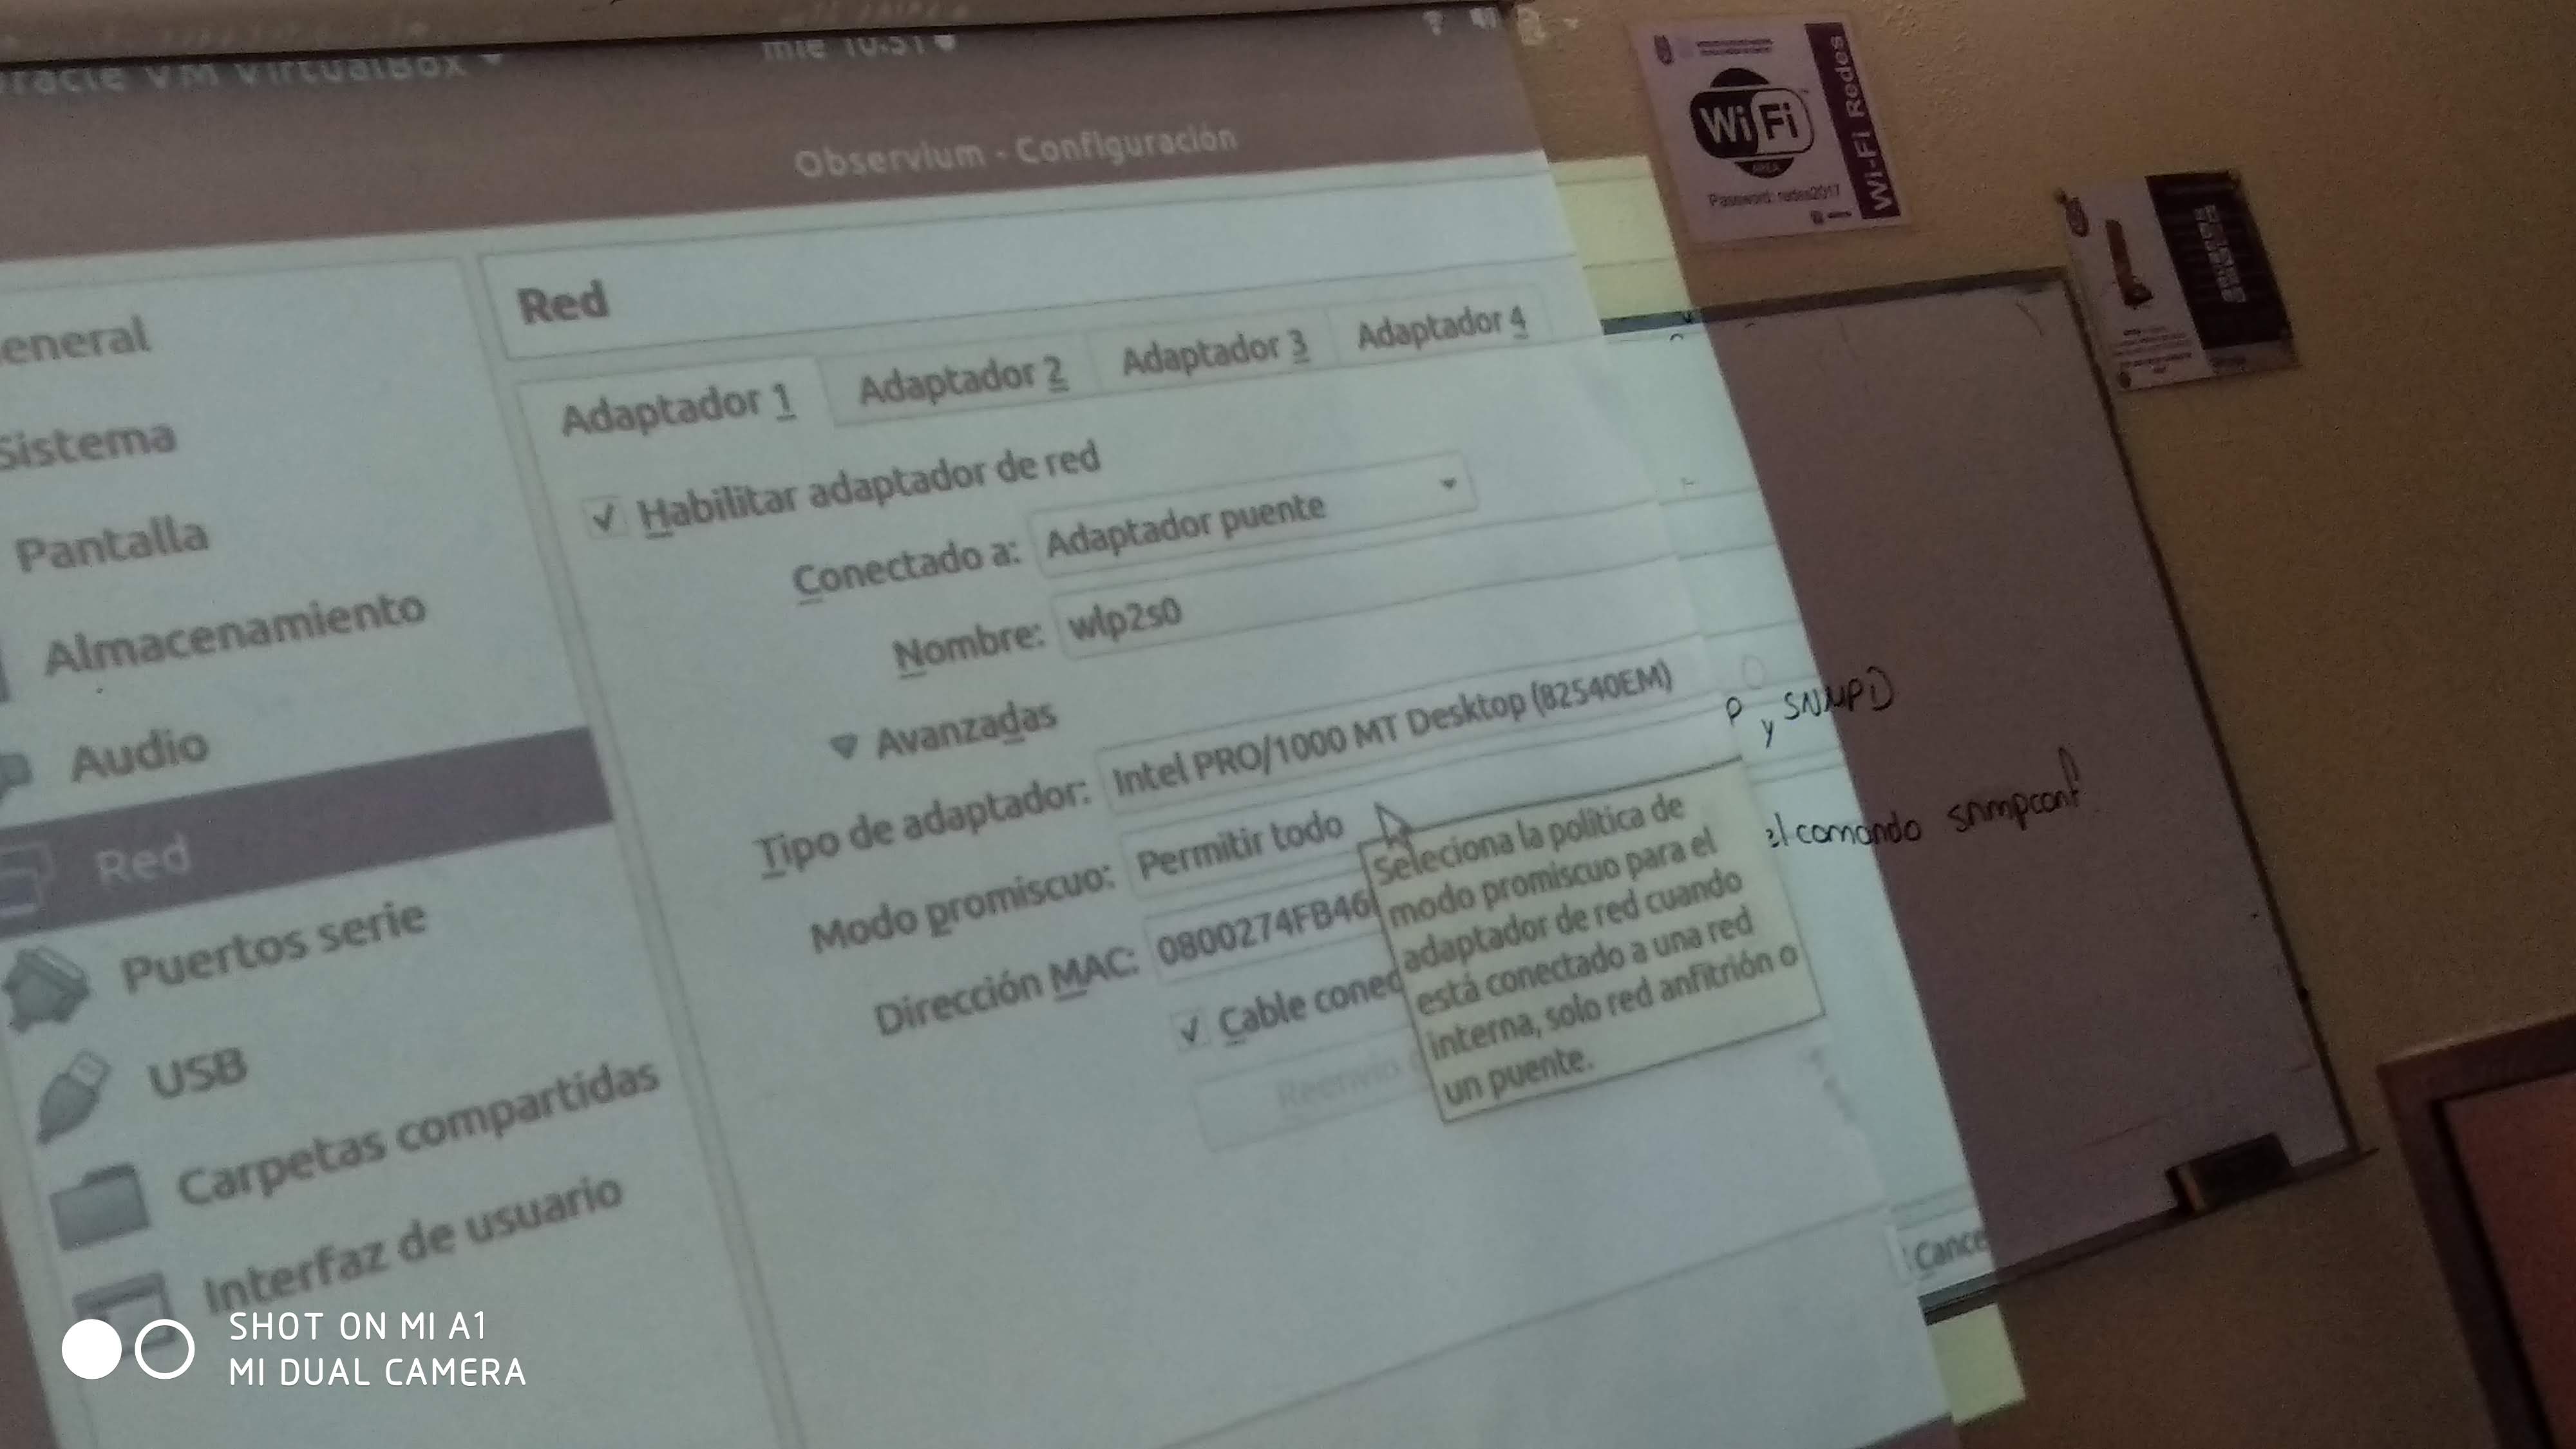 Oracle VM VirtualBox
mié 10:51
Observium - Configuración
eneral
Sistema
Pantalla
Almacenamiento
Audio
Red
Puertos serie
USB
Carpetas compartidas
Interfaz de usuario
Red
Adaptador 1
Adaptador 2
Adaptador 3
Adaptador 4
Habilitar adaptador de red
Conectado a: Adaptador puente
Nombre: wlp2s0
Avanzadas
Tipo de adaptador: Intel PRO/1000 MT Desktop (82540EM)
Modo promiscuo: Permitir todo
Dirección MAC: 0800274FB46
Cable conec
Reenvío
Seleciona la política de
modo promiscuo para el
adaptador de red cuando
está conectado a una red
interna, solo red anfitrión o
un puente.
Cance
P y SNMPD
el comando snmpconf
WiFi
AREA
Password: redes2017
Wi-Fi Redes
SHOT ON MI A1
MI DUAL CAMERA